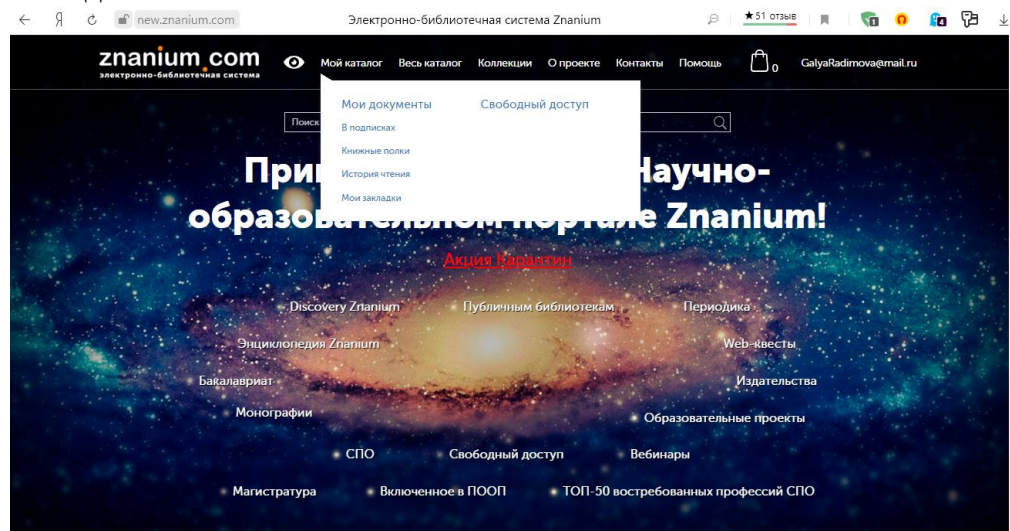 Я new.znanium.com Электронно-библиотечная система Znanium ★ 51 отзыв
znanium.com
электронно-библиотечная система
Мой каталог Весь каталог Коллекции О проекте Контакты Помощь 0 GalyaRadimova@mail.ru
Мои документы Свободный доступ
Поиск
В подписках
Книжные полки
История чтения
Мои закладки
Научно-
портале Znanium!
Акция Карантин
Discovery Znanium Публичным библиотекам Периодика
Энциклопедия Znanium Web-квесты
Бакалавриат Издательства
Монографии Образовательные проекты
СПО Свободный доступ Вебинары
Магистратура Включенное в ПООП ТОП-50 востребованных профессий СПО